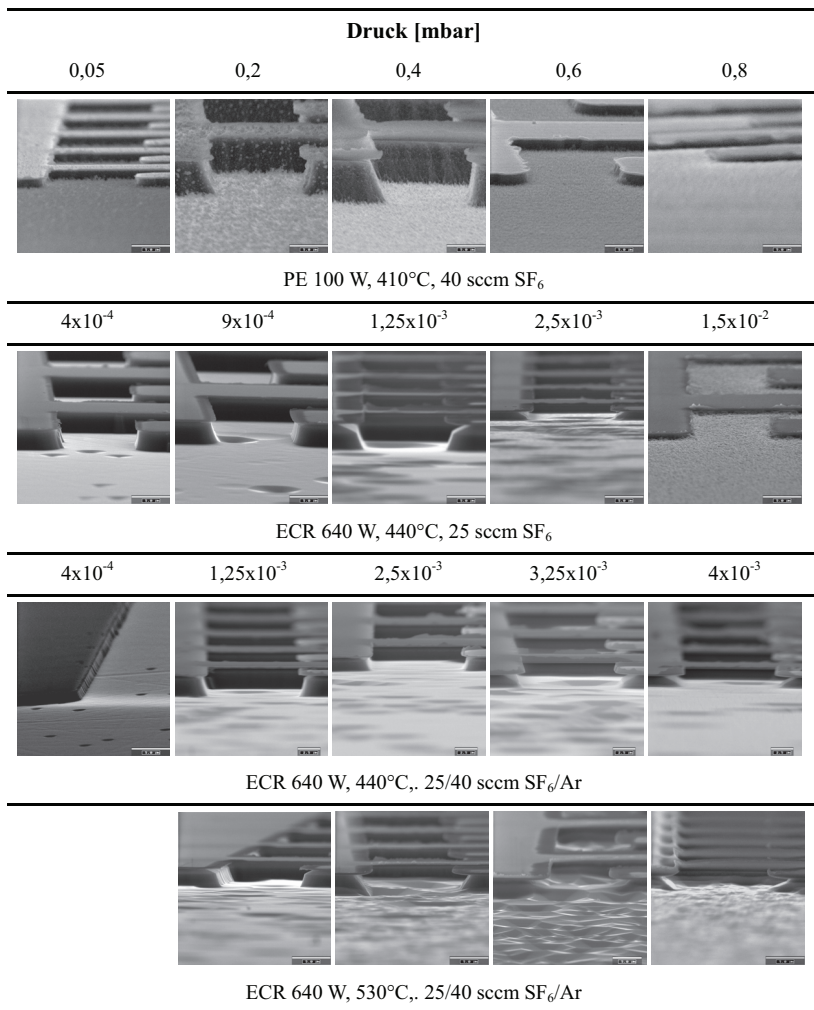 Druck [mbar]
0,05 0,2 0,4 0,6 0,8
PE 100 W, 410°C, 40 sccm SF₆
4x10⁻⁴ 9x10⁻⁴ 1,25x10⁻³ 2,5x10⁻³ 1,5x10⁻²
ECR 640 W, 440°C, 25 sccm SF₆
4x10⁻⁴ 1,25x10⁻³ 2,5x10⁻³ 3,25x10⁻³ 4x10⁻³
ECR 640 W, 440°C,. 25/40 sccm SF₆/Ar
ECR 640 W, 530°C,. 25/40 sccm SF₆/Ar